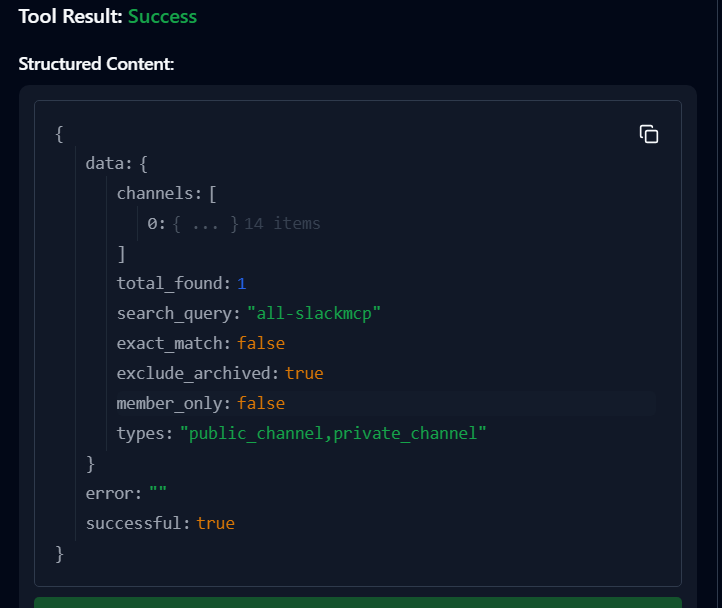 Tool Result: Success
Structured Content:
{
data: {
channels: [
0: { ... } 14 items
]
total_found: 1
search_query: "all-slackmcp"
exact_match: false
exclude_archived: true
member_only: false
types: "public_channel,private_channel"
}
error: ""
successful: true
}